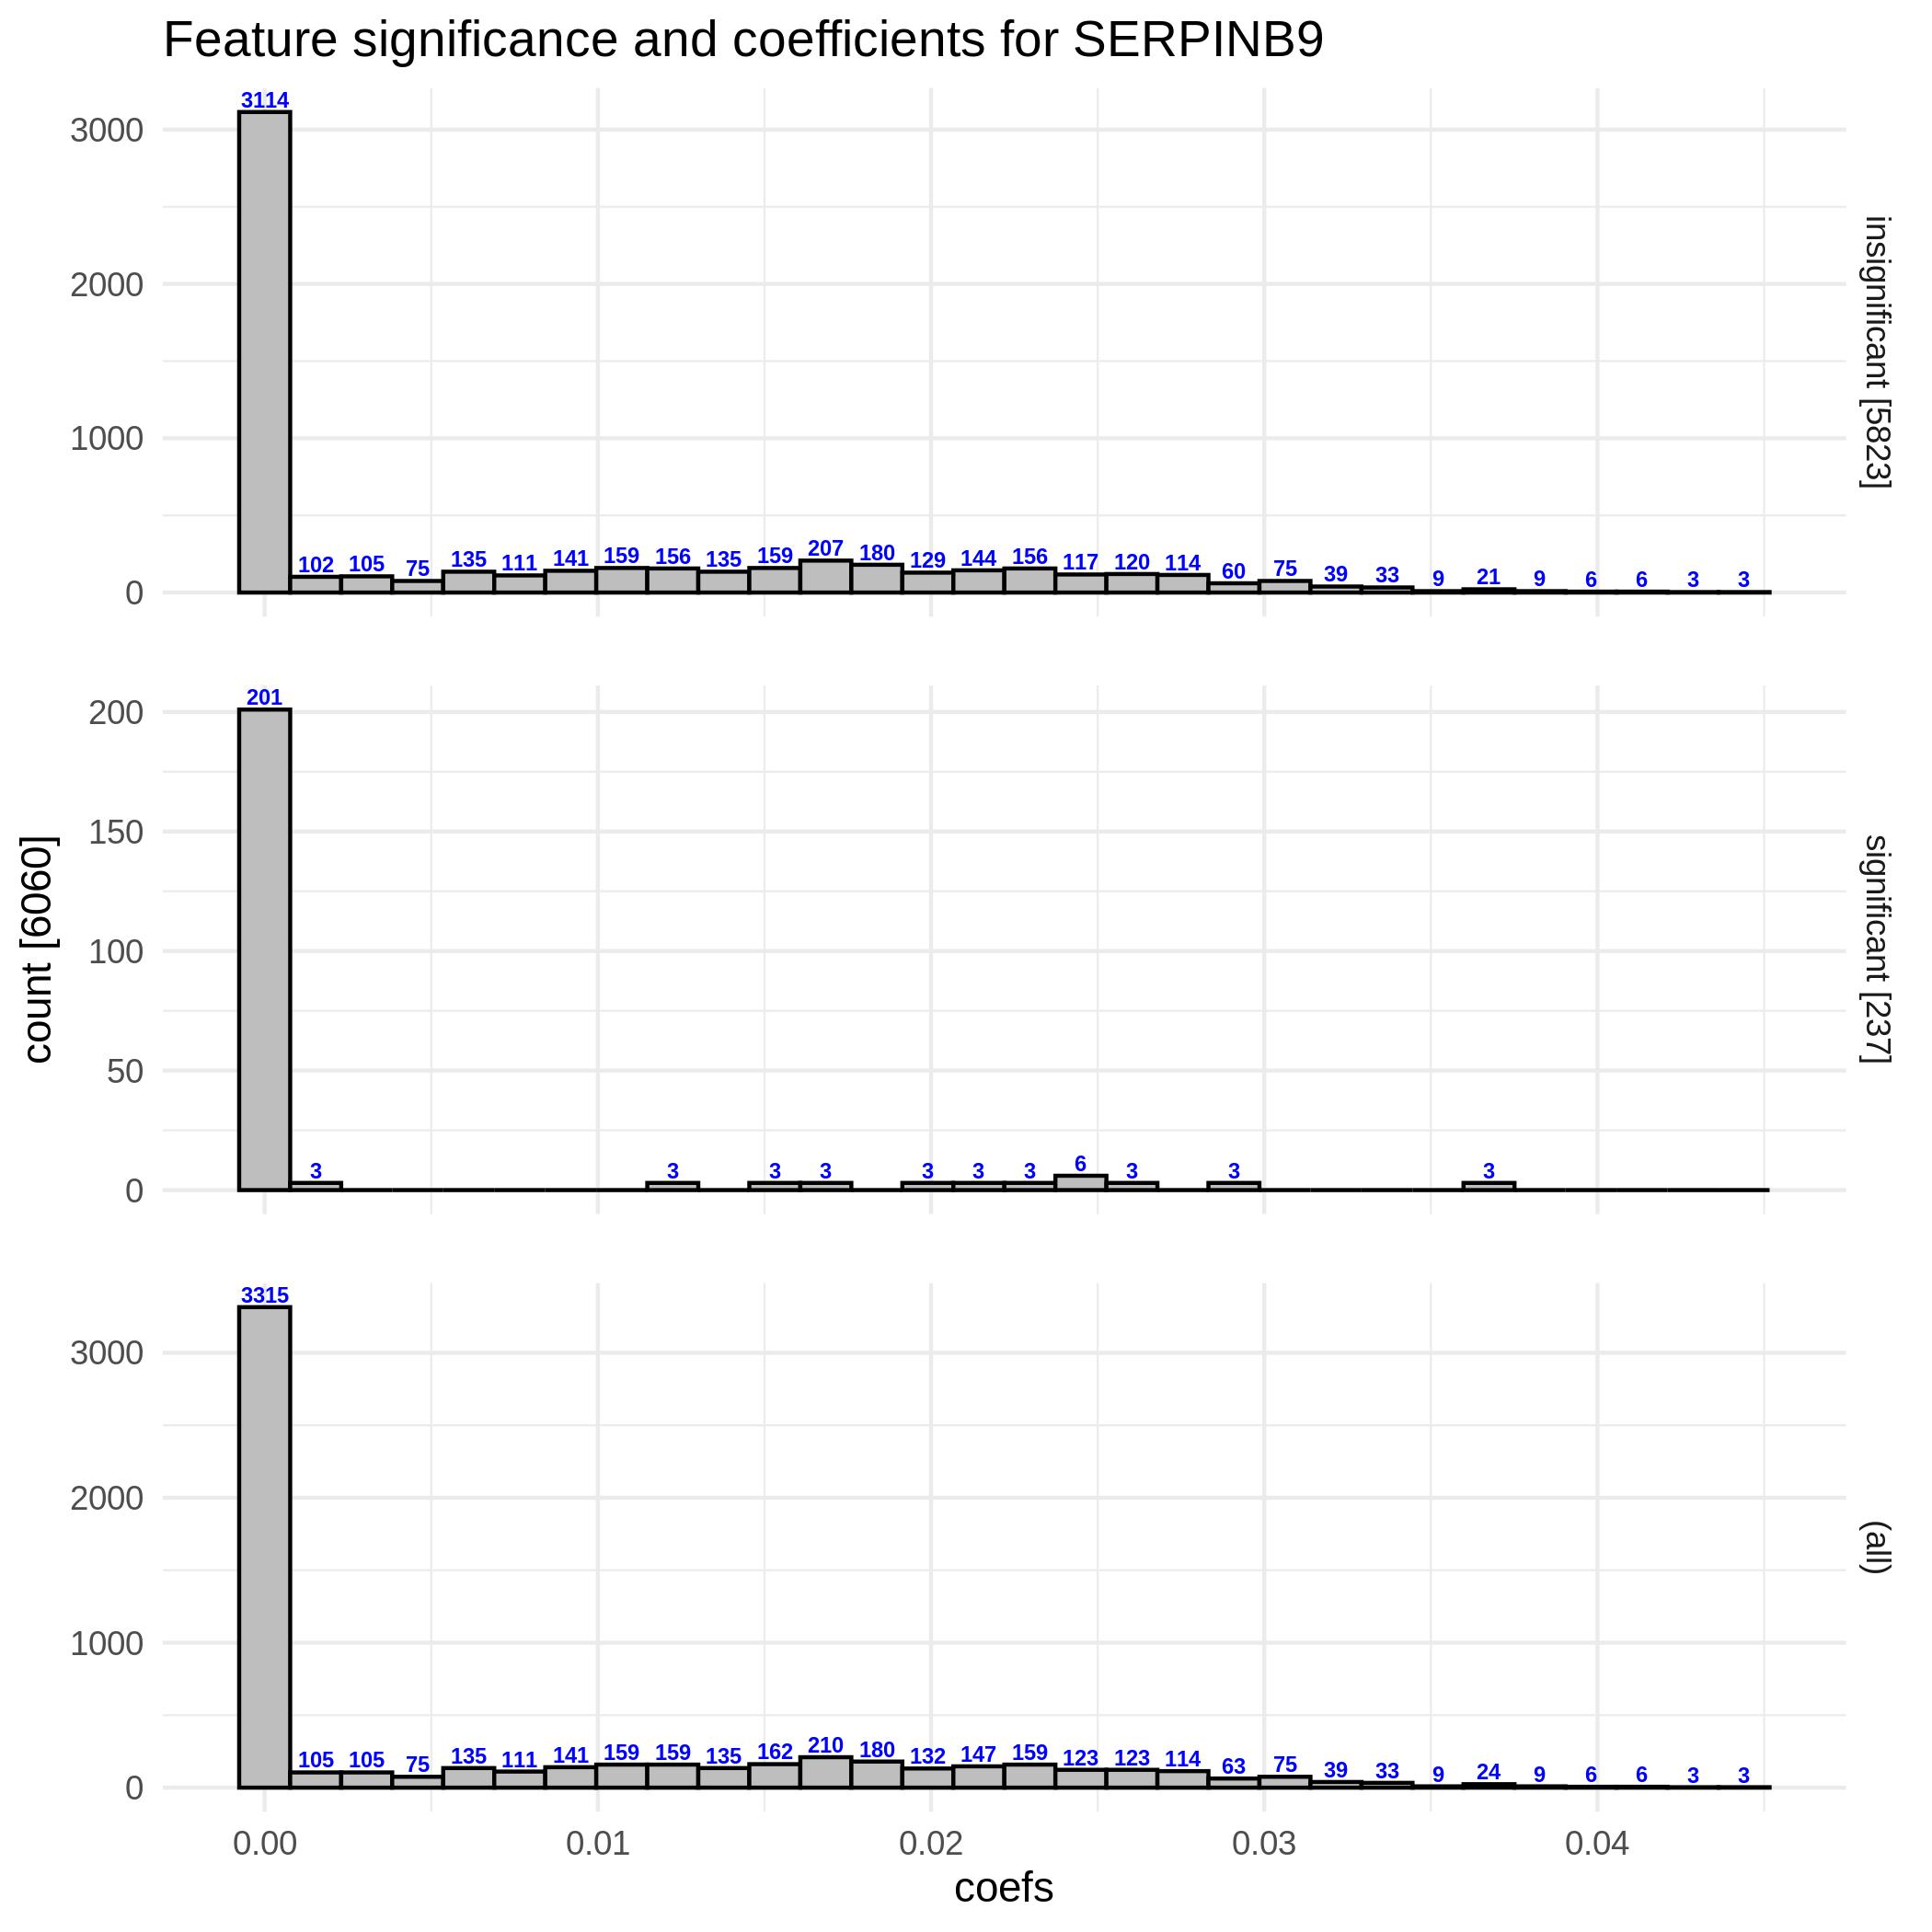 Feature significance and coefficients for SERPINB9
3114
3000
2000
1000
0
102 105 75 135 111 141 159 156 135 159 207 180 129 144 156 117 120 114 60 75 39 33 9 21 9 6 6 3 3
insignificant [5823]
count [6060]
201
200
150
100
50
0
3 3 3 3 3 3 3 6 3 3 3
significant [237]
3315
3000
2000
1000
0
105 105 75 135 111 141 159 159 135 162 210 180 132 147 159 123 123 114 63 75 39 33 9 24 9 6 6 3 3
(all)
0.00 0.01 0.02 0.03 0.04
coefs